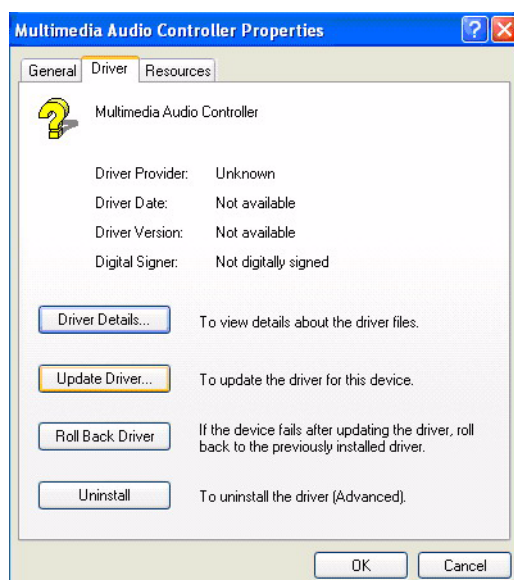 Multimedia Audio Controller Properties
General Driver Resources
Multimedia Audio Controller
Driver Provider: Unknown
Driver Date: Not available
Driver Version: Not available
Digital Signer: Not digitally signed
Driver Details... To view details about the driver files.
Update Driver... To update the driver for this device.
Roll Back Driver If the device fails after updating the driver, roll
back to the previously installed driver.
Uninstall To uninstall the driver (Advanced).
OK Cancel